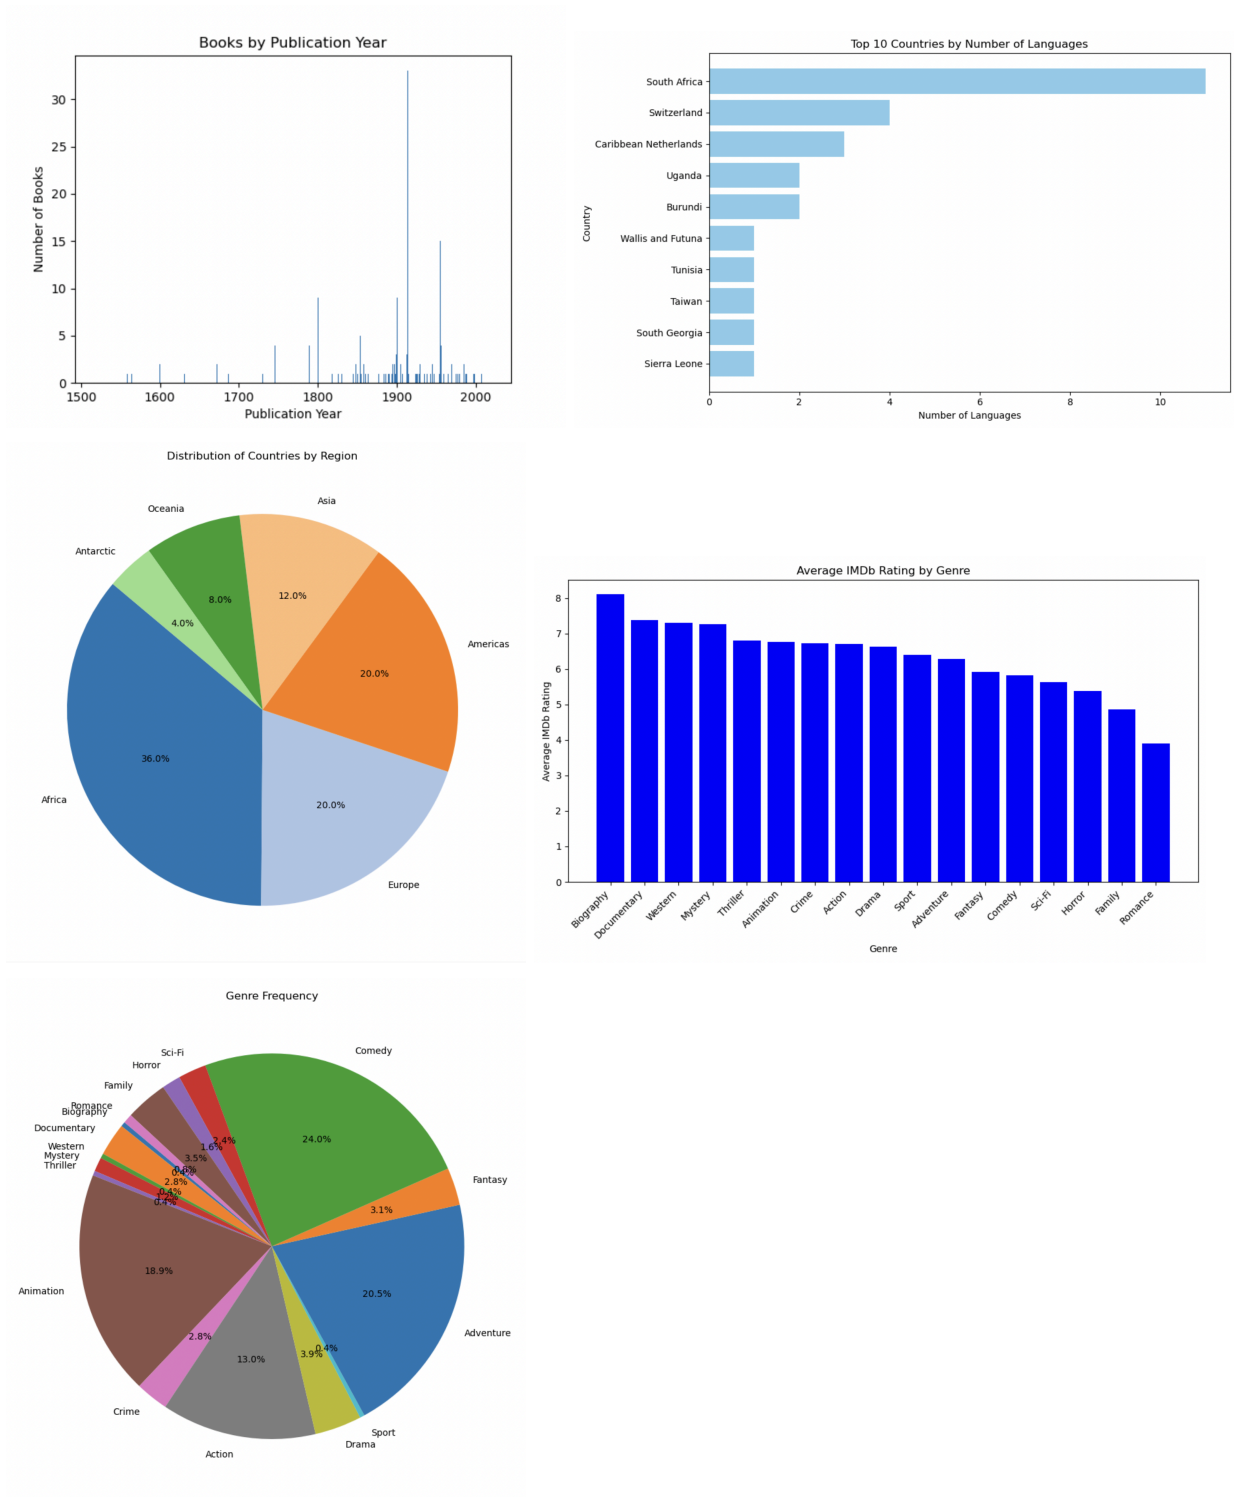 Books by Publication Year
30
25
20
15
10
5
0
Number of Books
1500 1600 1700 1800 1900 2000
Publication Year
Top 10 Countries by Number of Languages
South Africa
Switzerland
Caribbean Netherlands
Uganda
Burundi
Wallis and Futuna
Tunisia
Taiwan
South Georgia
Sierra Leone
Country
0 2 4 6 8 10
Number of Languages
Distribution of Countries by Region
Asia
Oceania
Antarctic
12.0%
8.0%
4.0%
Americas
20.0%
36.0%
Africa
20.0%
Europe
Average IMDb Rating by Genre
8
7
6
5
4
3
2
1
0
Average IMDb Rating
Biography
Documentary
Western
Mystery
Thriller
Animation
Crime
Action
Drama
Sport
Adventure
Fantasy
Comedy
Sci-Fi
Horror
Family
Romance
Genre
Genre Frequency
Comedy
Sci-Fi
Horror
Family
Romance
Biography
Documentary
Western
Mystery
Thriller
24.0%
2.4%
1.6%
3.5%
0.4%
2.8%
0.4%
0.4%
Fantasy
3.1%
18.9%
Animation
20.5%
Adventure
2.8%
0.4%
3.9%
13.0%
Crime
Sport
Drama
Action